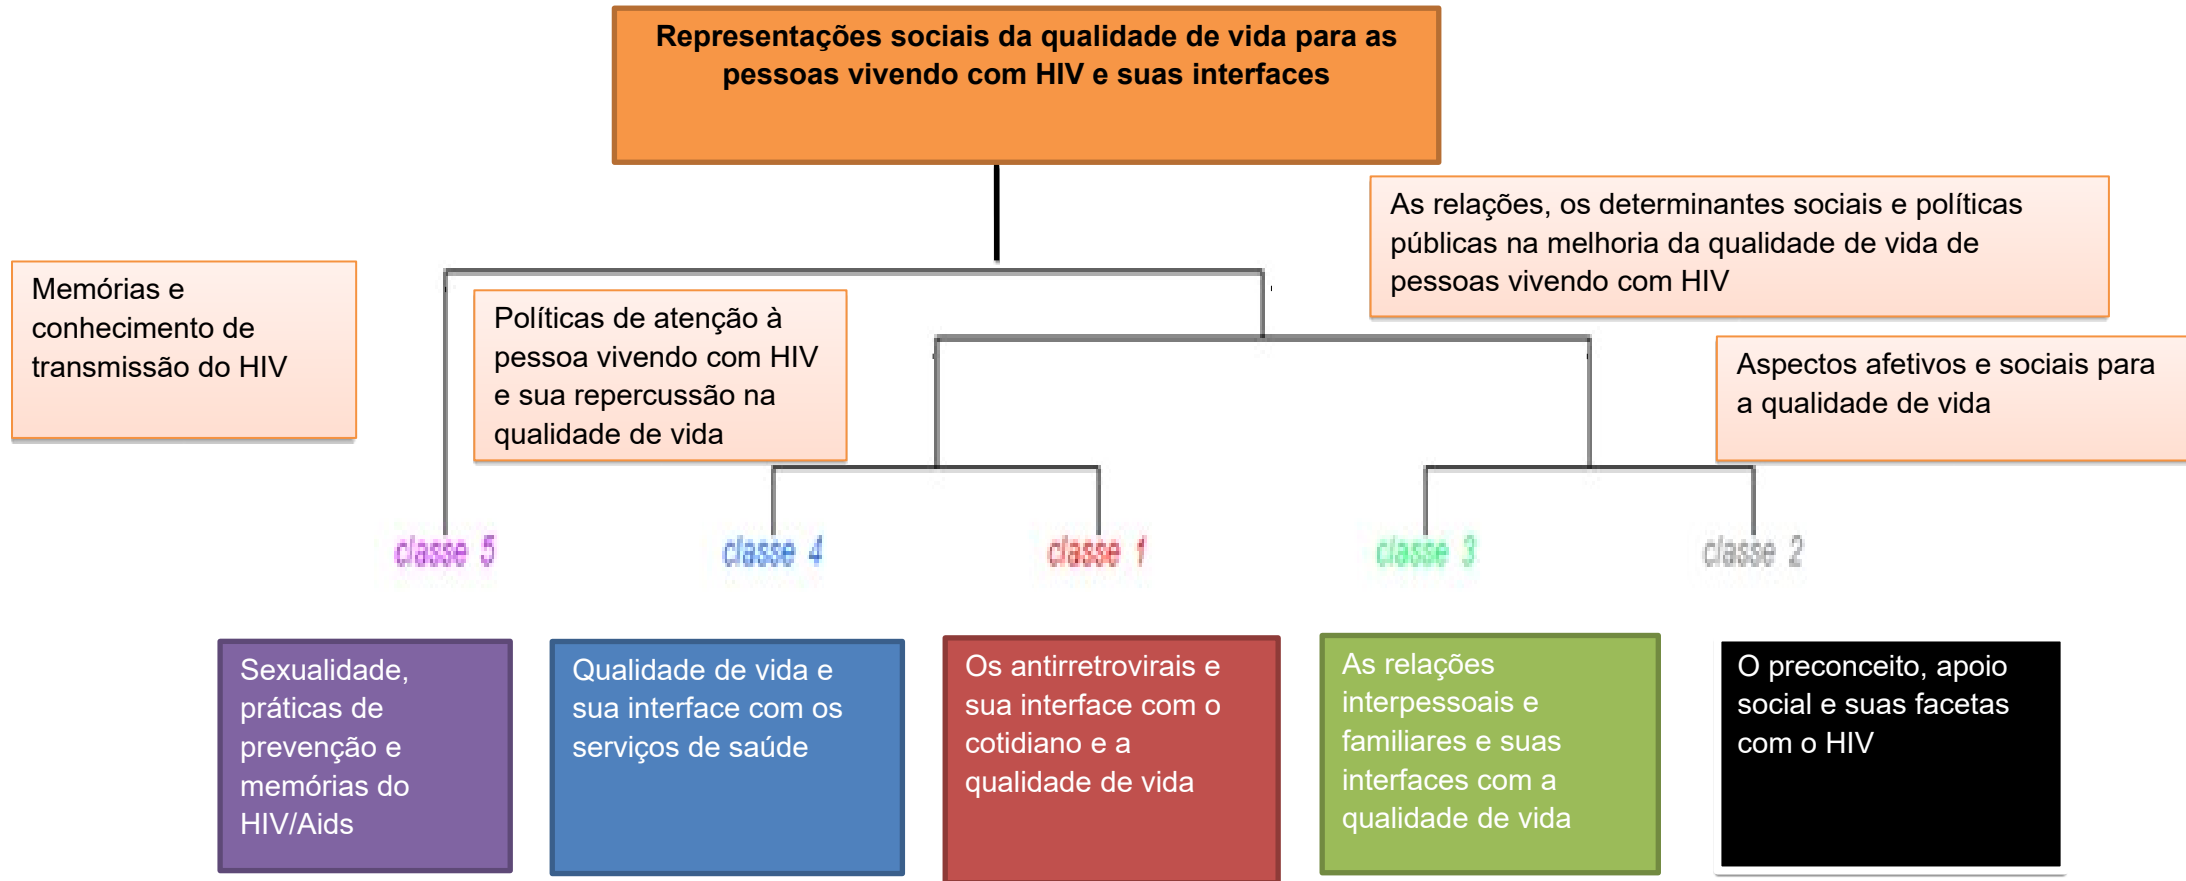 Representações sociais da qualidade de vida para as
pessoas vivendo com HIV e suas interfaces
As relações, os determinantes sociais e políticas
públicas na melhoria da qualidade de vida de
pessoas vivendo com HIV
Memórias e
conhecimento de
transmissão do HIV
Políticas de atenção à
pessoa vivendo com HIV
e sua repercussão na
qualidade de vida
Aspectos afetivos e sociais para
a qualidade de vida
classe 5
classe 4
classe 1
classe 3
classe 2
Sexualidade,
práticas de
prevenção e
memórias do
HIV/Aids
Qualidade de vida e
sua interface com os
serviços de saúde
Os antirretrovirais e
sua interface com o
cotidiano e a
qualidade de vida
As relações
interpessoais e
familiares e suas
interfaces com a
qualidade de vida
O preconceito, apoio
social e suas facetas
com o HIV